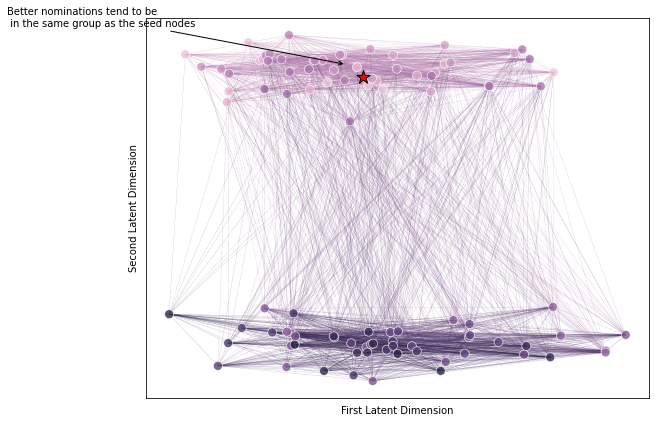 Better nominations tend to be
in the same group as the seed nodes
Second Latent Dimension
First Latent Dimension